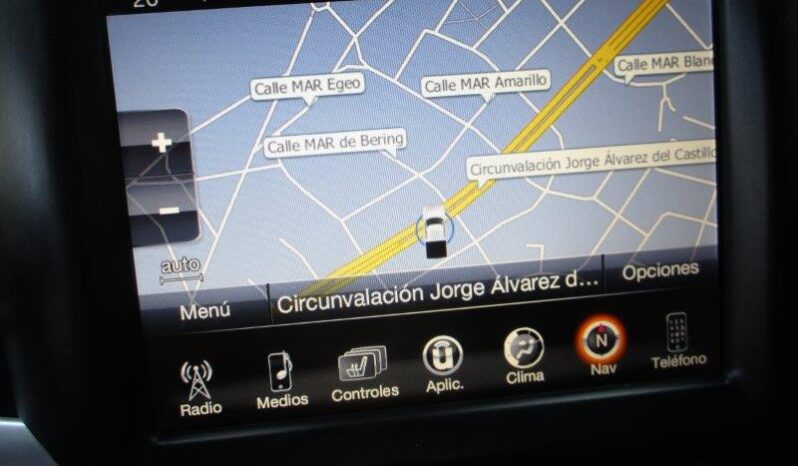 Calle MAR Egeo
Calle MAR Amarillo
Calle MAR Blan
Calle MAR de Bering
Circunvalación Jorge Álvarez del Castillo
+
-
auto
Menú
Circunvalación Jorge Álvarez d...
Opciones
Radio
Medios
Controles
Aplic.
Clima
N
Nav
Teléfono